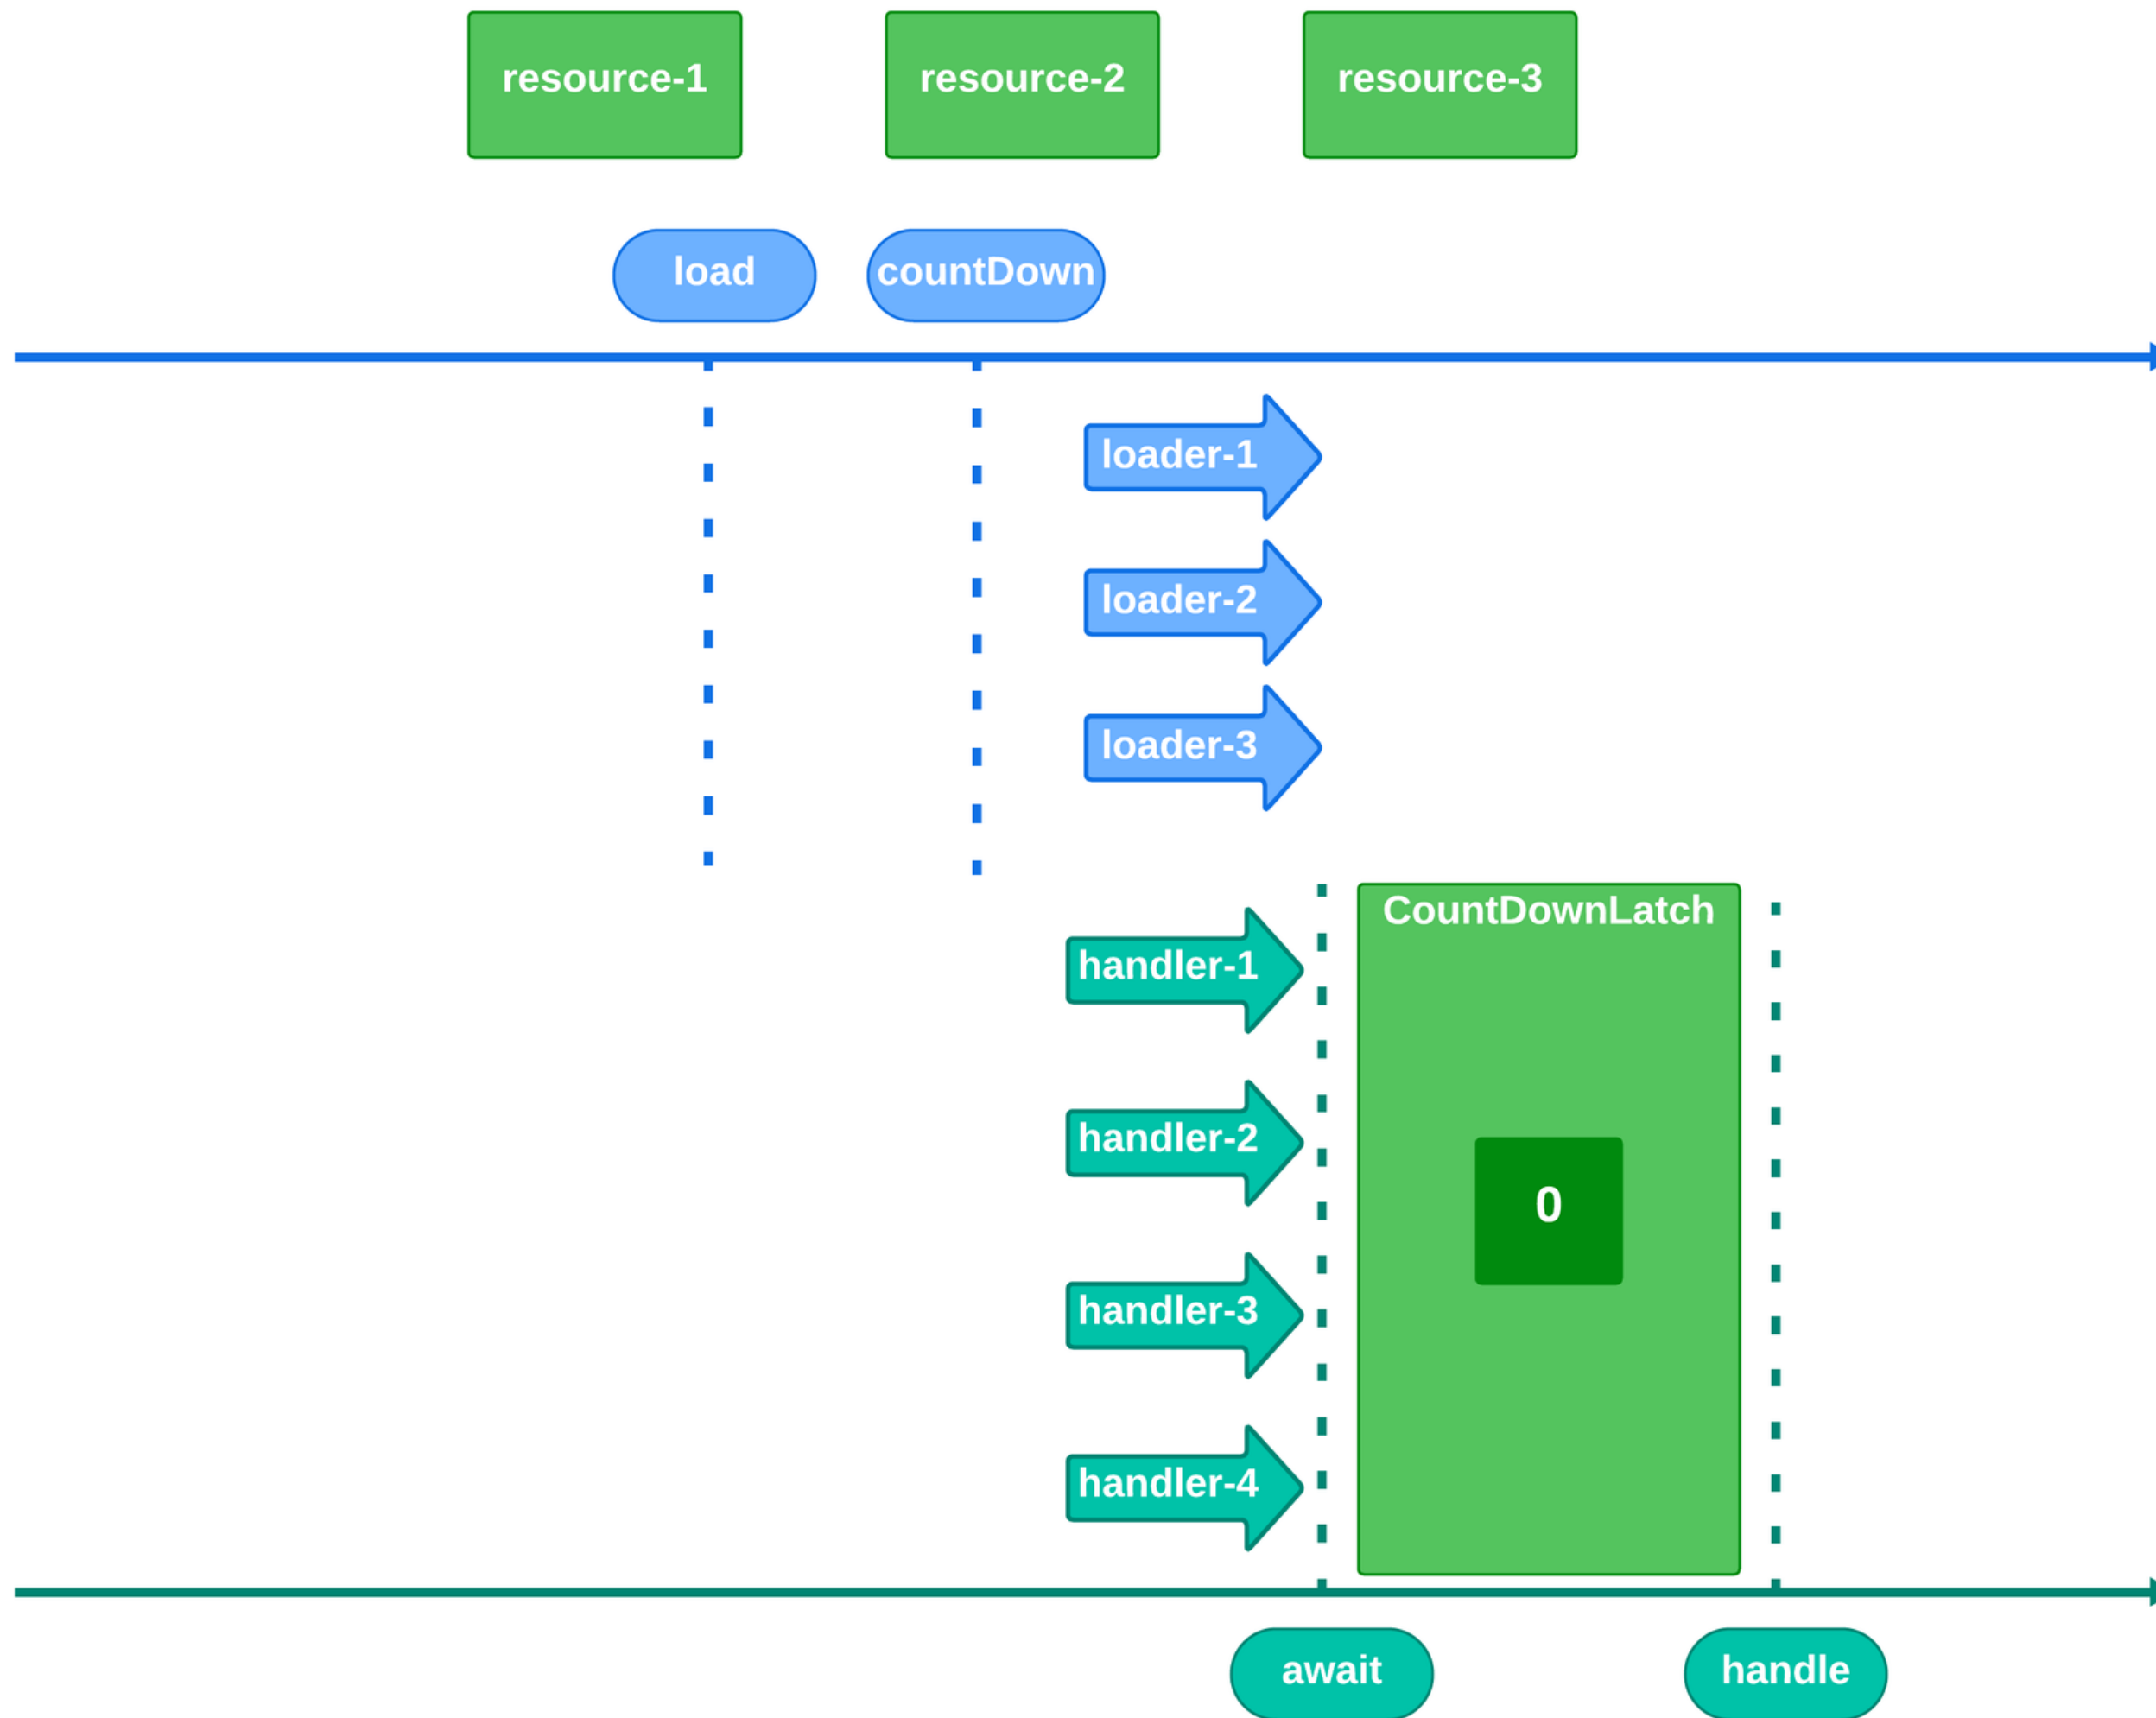 resource-1
resource-2
resource-3
load
countDown
loader-1
loader-2
loader-3
CountDownLatch
handler-1
handler-2
0
handler-3
handler-4
await
handle